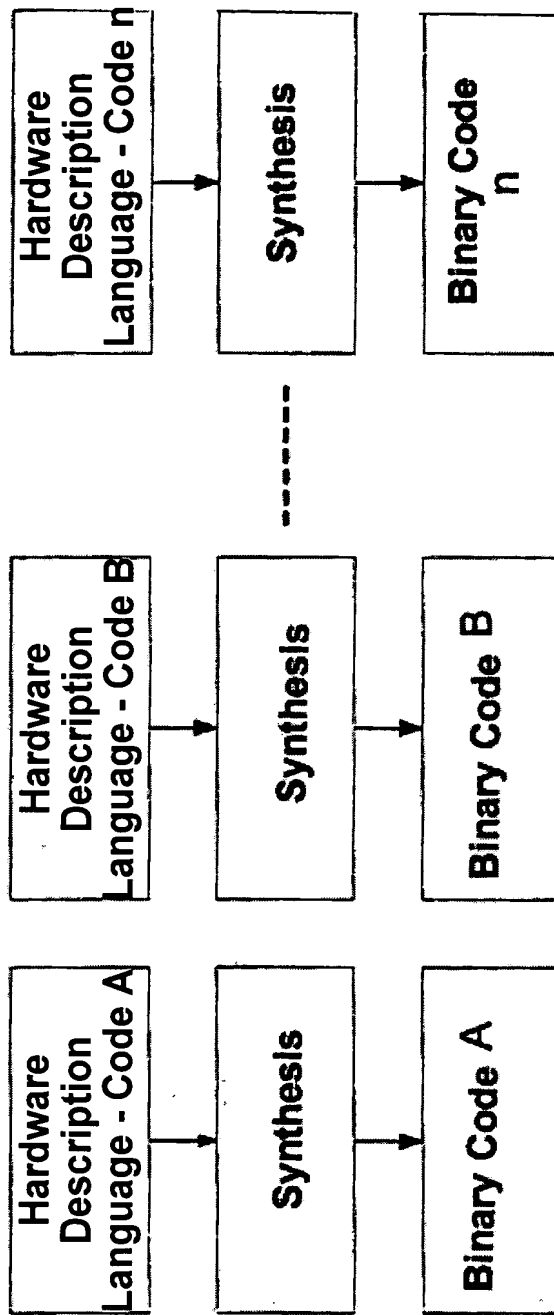 Hardware
Description
Language - Code A
Synthesis
Binary Code A
Hardware
Description
Language - Code B
Synthesis
Binary Code B
Hardware
Description
Language - Code n
Synthesis
Binary Code
n